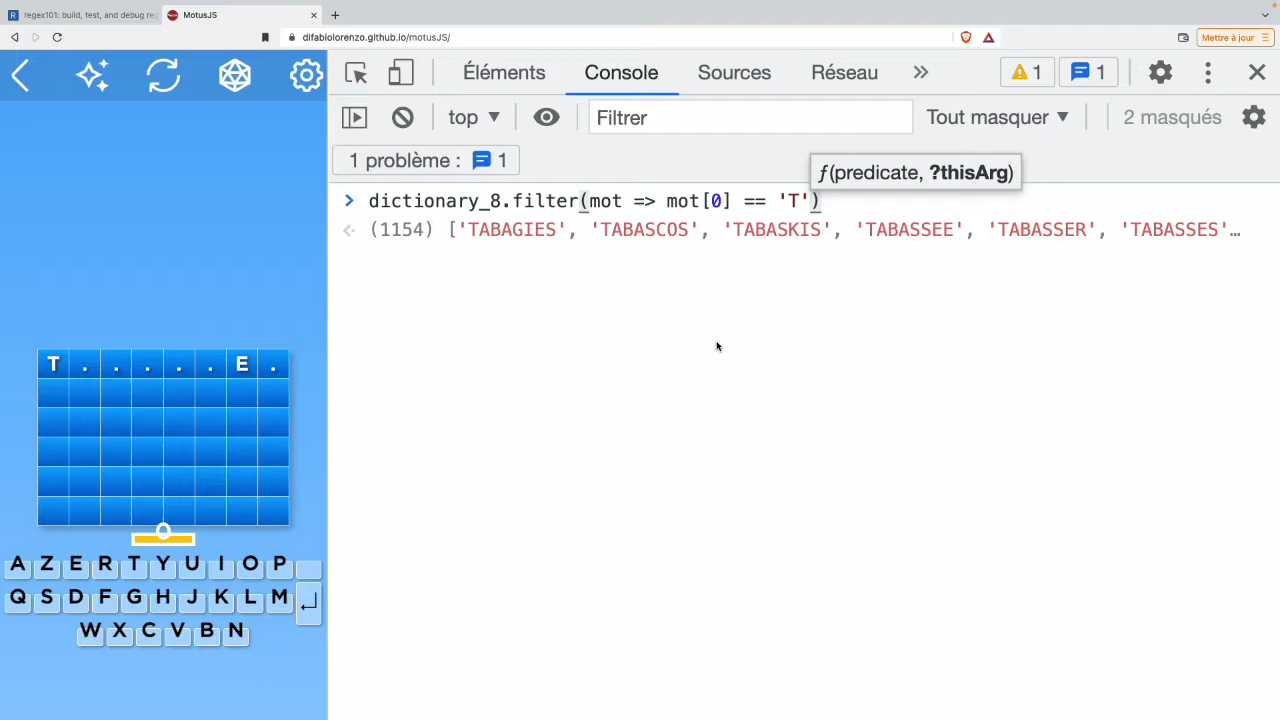 regex101: build, test, and debug re
MotusJS
difabiolorenzo.github.io/motusJS/
Mettre à jour
Éléments
Console
Sources
Réseau
1
1
top
Filtrer
Tout masquer
2 masqués
1 problème :
1
ƒ(predicate, ?thisArg)
dictionary_8.filter(mot => mot[0] == 'T')
(1154) ['TABAGIES', 'TABASCOS', 'TABASKIS', 'TABASSEE', 'TABASSER', 'TABASSES'…
T . . . . . E .
A Z E R T Y U I O P
Q S D F G H J K L M
W X C V B N